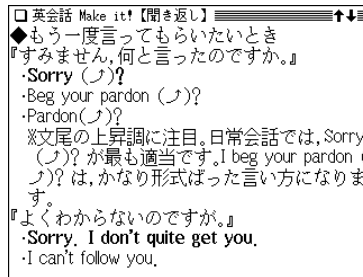 英会話 Make it!【聞き返し】
◆もう一度言ってもらいたいとき
『すみません,何と言ったのですか。』
·Sorry (⤴)?
·Beg your pardon (⤴)?
·Pardon(⤴)?
※文尾の上昇調に注目。日常会話では,Sorry
(⤴)? が最も適当です。I beg your pardon (
⤴)? は,かなり形式ばった言い方になりま
す。
『よくわからないのですが。』
·Sorry. I don't quite get you.
·I can't follow you.